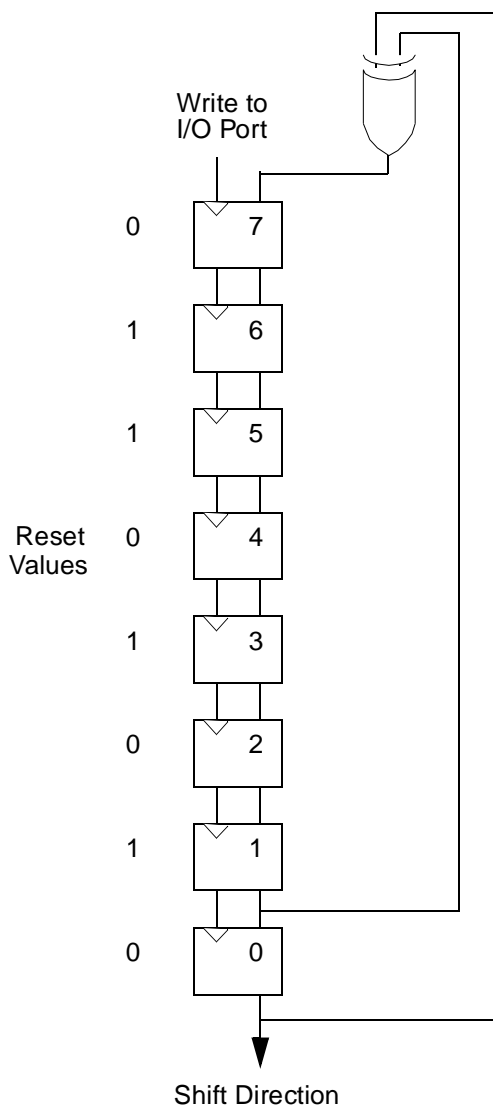 Write to
I/O Port
0 7
1 6
1 5
Reset
Values
0 4
1 3
0 2
1 1
0 0
Shift Direction